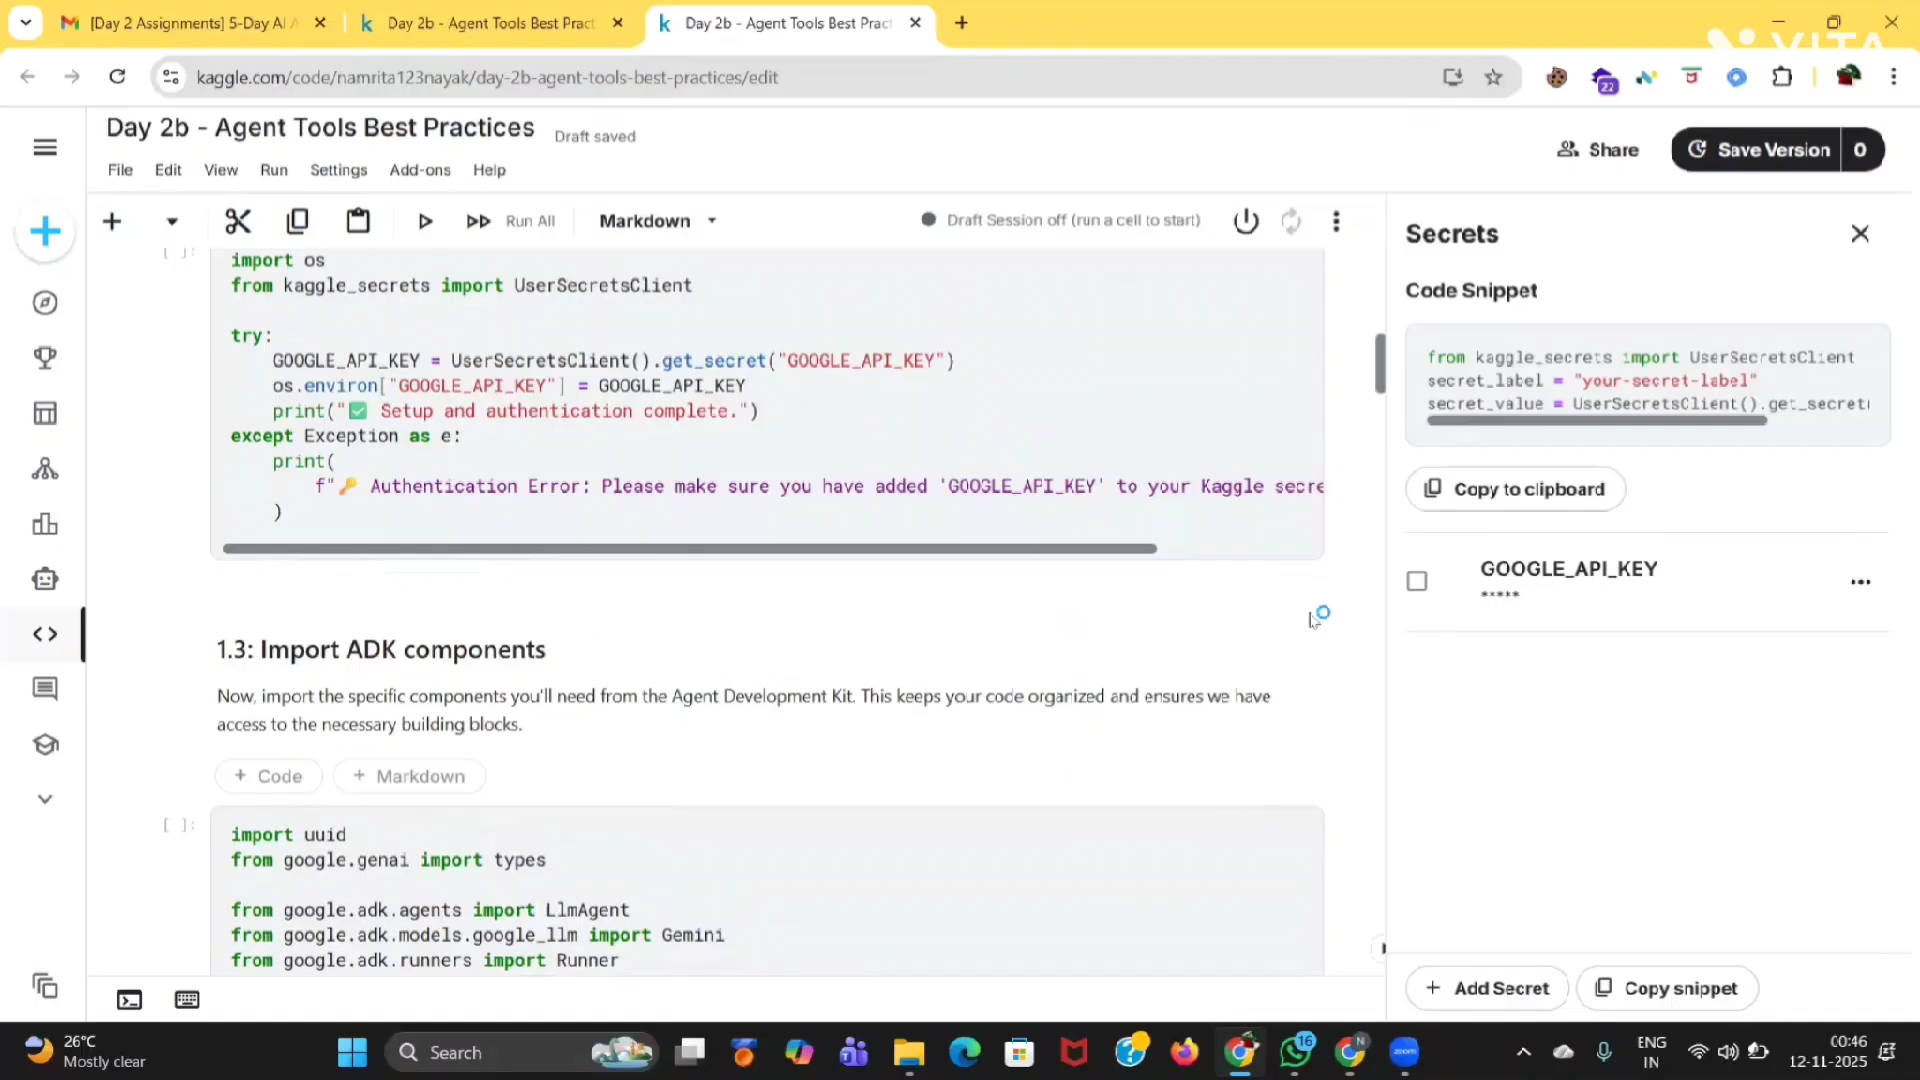 [Day 2 Assignments] 5-Day AI A
Day 2b - Agent Tools Best Pract
Day 2b - Agent Tools Best Pract
VITA
kaggle.com/code/namrita123nayak/day-2b-agent-tools-best-practices/edit
22
Day 2b - Agent Tools Best Practices
Draft saved
Share
Save Version
0
File
Edit
View
Run
Settings
Add-ons
Help
Run All
Markdown
Draft Session off (run a cell to start)
[ ]:
import os
from kaggle_secrets import UserSecretsClient
try:
GOOGLE_API_KEY = UserSecretsClient().get_secret("GOOGLE_API_KEY")
os.environ["GOOGLE_API_KEY"] = GOOGLE_API_KEY
print("✅ Setup and authentication complete.")
except Exception as e:
print(
f"🔑 Authentication Error: Please make sure you have added 'GOOGLE_API_KEY' to your Kaggle secre
)
1.3: Import ADK components
Now, import the specific components you'll need from the Agent Development Kit. This keeps your code organized and ensures we have
access to the necessary building blocks.
+ Code
+ Markdown
[ ]:
import uuid
from google.genai import types
from google.adk.agents import LlmAgent
from google.adk.models.google_llm import Gemini
from google.adk.runners import Runner
Secrets
Code Snippet
from kaggle_secrets import UserSecretsClient
secret_label = "your-secret-label"
secret_value = UserSecretsClient().get_secret(
Copy to clipboard
GOOGLE_API_KEY
*****
+ Add Secret
Copy snippet
26°C
Mostly clear
Search
16
N
zoom
ENG
IN
00:46
12-11-2025